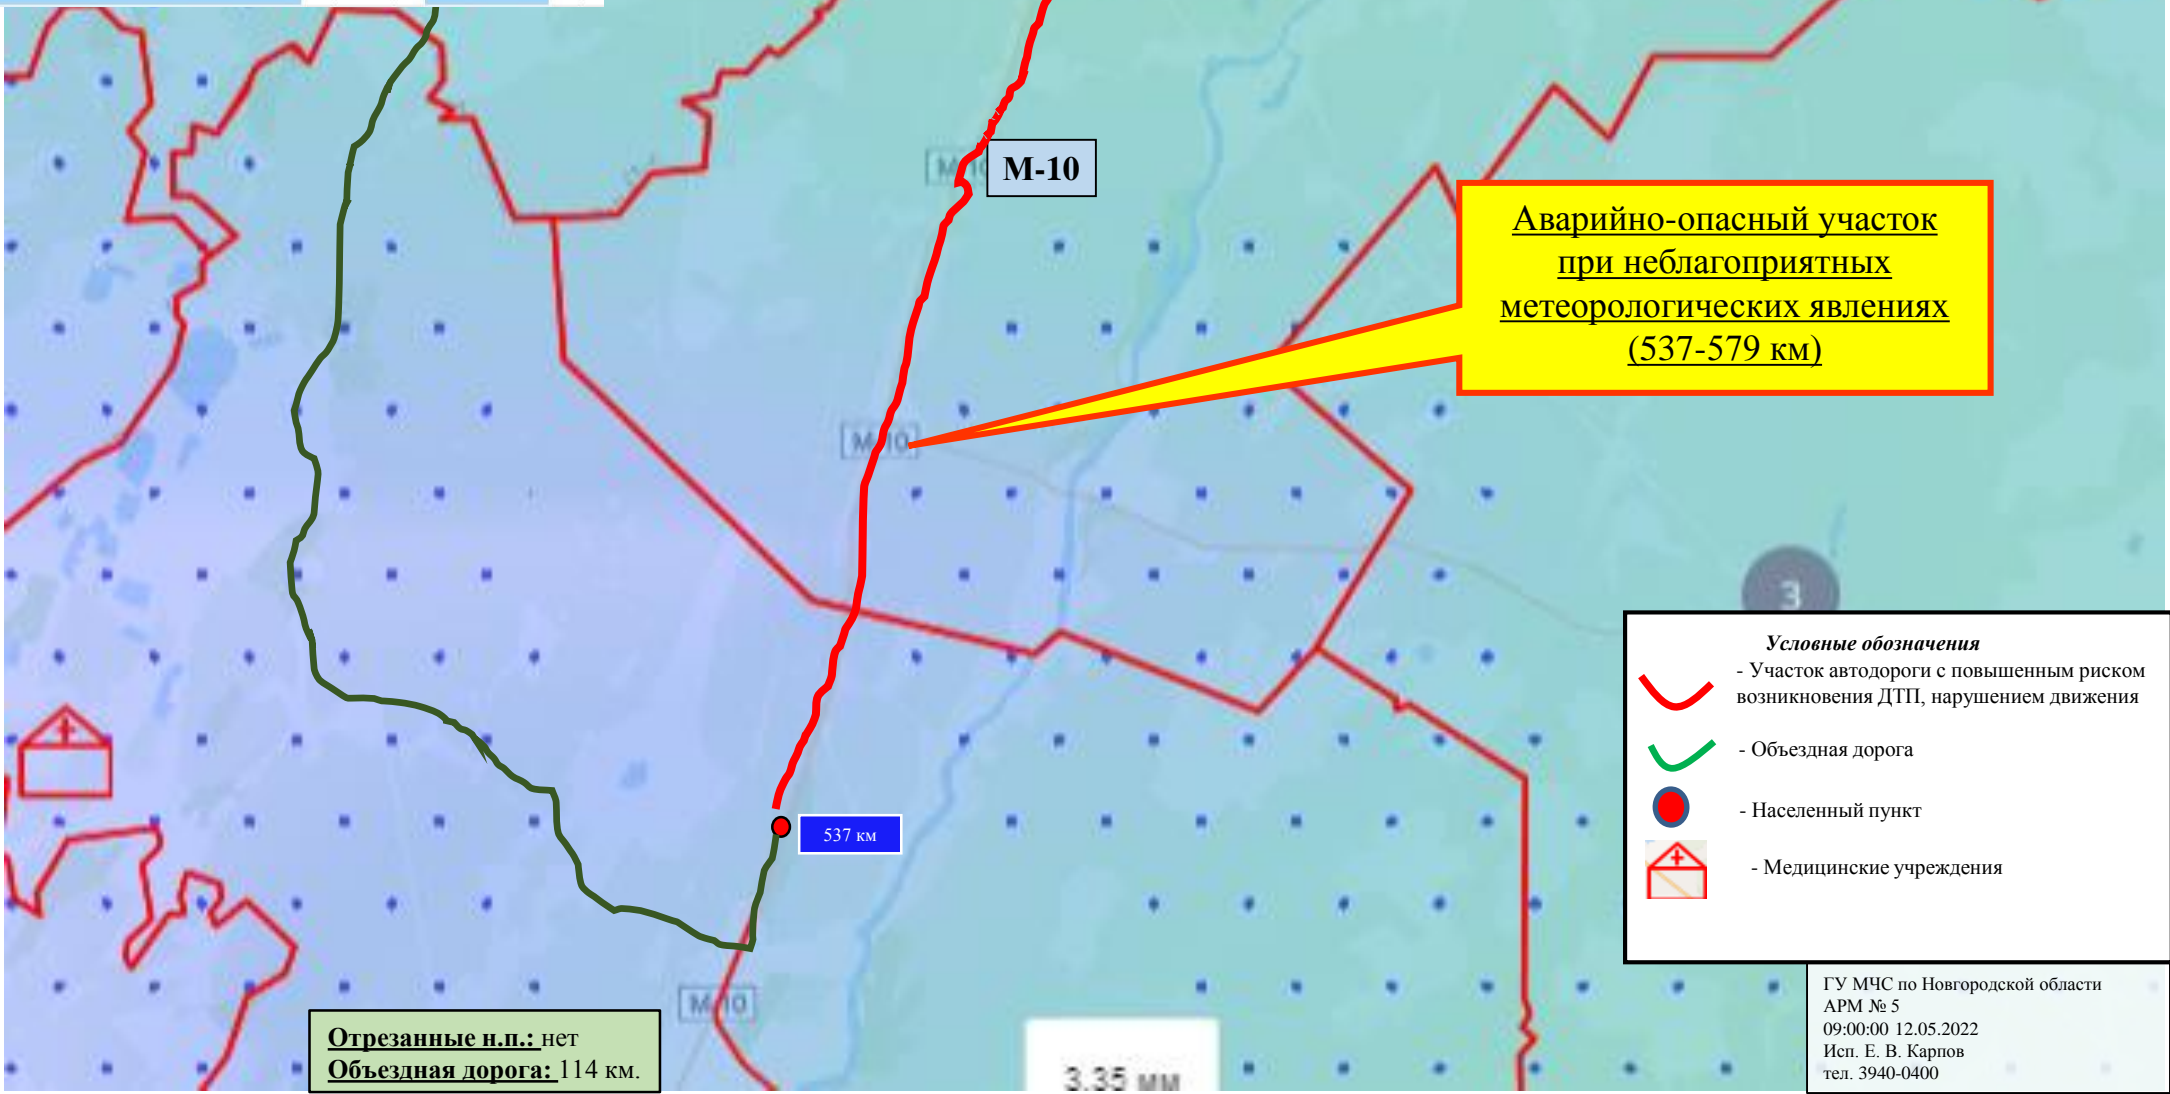 М-10
М-10
Аварийно-опасный участок
при неблагоприятных
метеорологических явлениях
(537-579 км)
М-10
3
Условные обозначения
- Участок автодороги с повышенным риском
возникновения ДТП, нарушением движения
- Объездная дорога
537 км
- Населенный пункт
- Медицинские учреждения
М-10
ГУ МЧС по Новгородской области
АРМ № 5
09:00:00 12.05.2022
Исп. Е. В. Карпов
тел. 3940-0400
Отрезанные н.п.: нет
Объездная дорога: 114 км.
3.35 мм